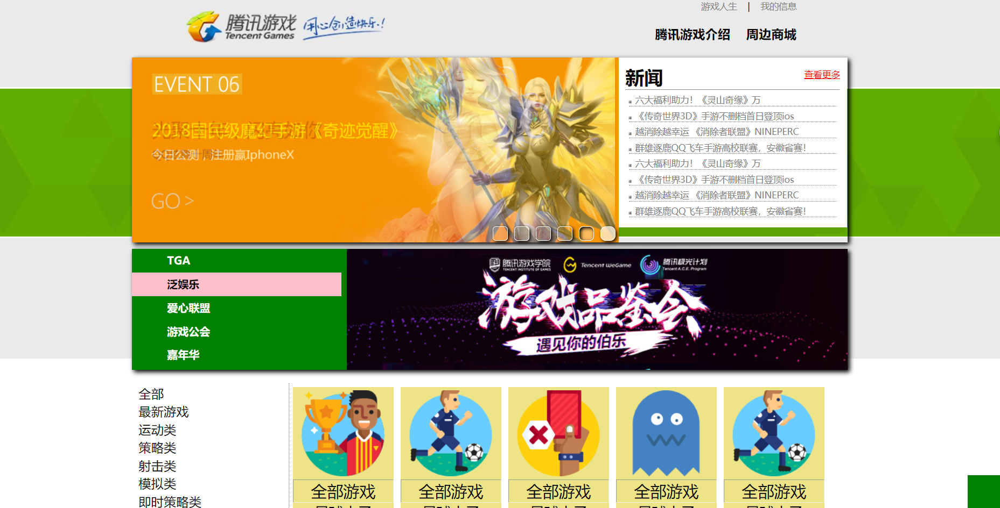 腾讯游戏 用心创造快乐!
Tencent Games
游戏人生 | 我的信息
腾讯游戏介绍 周边商城
EVENT 06
2018国民级魔幻手游《奇迹觉醒》
今日公测，注册赢IphoneX
GO >
新闻 查看更多
六大福利助力！《灵山奇缘》万
《传奇世界3D》手游不删档首日登顶ios
越消除越幸运 《消除者联盟》NINEPERC
群雄逐鹿QQ飞车手游高校联赛，安徽省赛！
六大福利助力！《灵山奇缘》万
《传奇世界3D》手游不删档首日登顶ios
越消除越幸运 《消除者联盟》NINEPERC
群雄逐鹿QQ飞车手游高校联赛，安徽省赛！
TGA
泛娱乐
爱心联盟
游戏公会
嘉年华
腾讯游戏学院 Tencent WeGame 腾讯极光计划
TENCENT INSTITUTE OF GAMES Tencent A.C.E. Program
游戏品鉴会
遇见你的伯乐
全部
最新游戏
运动类
策略类
射击类
模拟类
即时策略类
全部游戏 全部游戏 全部游戏 全部游戏 全部游戏